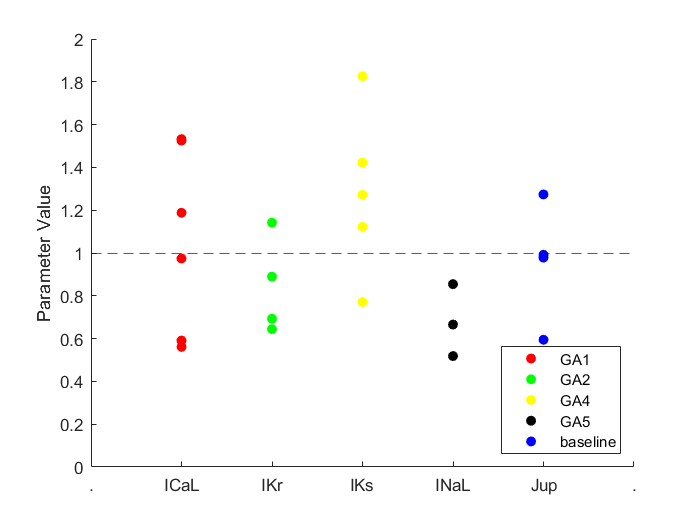 2
1.8
1.6
1.4
1.2
1
0.8
0.6
0.4
0.2
0
Parameter Value
. ICaL IKr IKs INaL Jup .
GA1
GA2
GA4
GA5
baseline